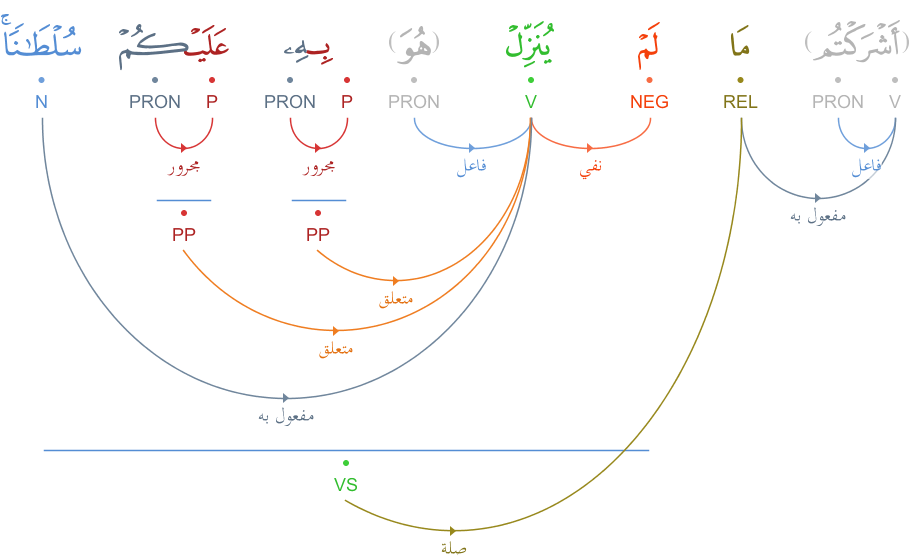 (أَشْرَكْتُم) مَا لَمْ يُنَزِّلْ (هُوَ) بِهِۦ عَلَيْكُمْ سُلْطَـٰنًا ۚ
V PRON REL NEG V PRON P PRON P PRON N
فاعل نفي فاعل مجرور مجرور
مفعول به
PP PP
متعلق
متعلق
مفعول به
VS
صلة